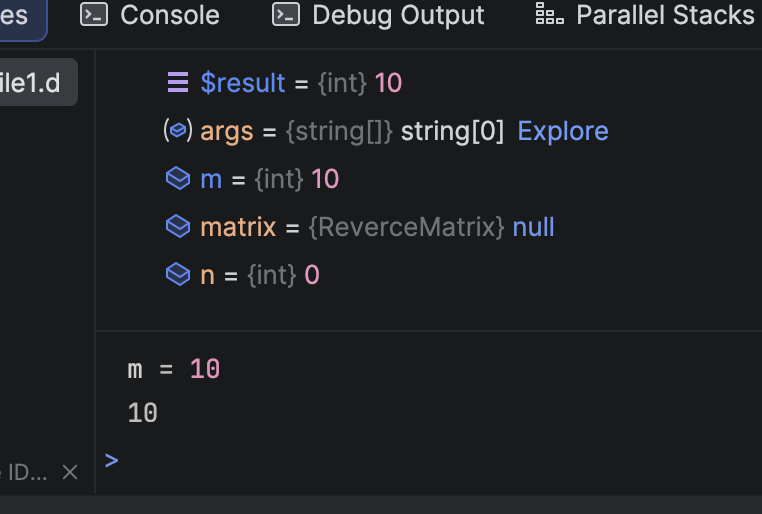 es Console Debug Output Parallel Stacks
ile1.d
$result = {int} 10
args = {string[]} string[0] Explore
m = {int} 10
matrix = {ReverceMatrix} null
n = {int} 0
m = 10
10
ID...
>